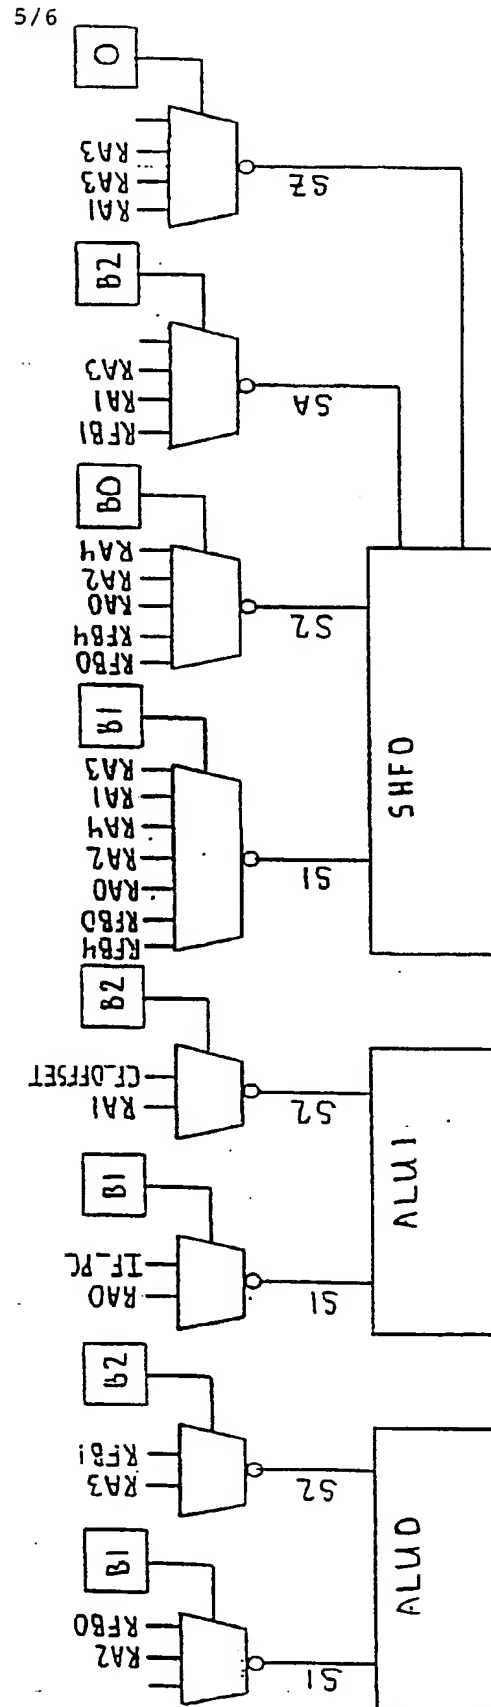 5/6
O
RA3
RA3
RA1
SZ
B2
RA3
RA1
RFB1
SA
B0
RA4
RA2
RA0
RFB4
RFB0
S2
B1
RA3
RA1
RA4
RA2
RA0
RFB0
RFB4
S1
SHF0
B2
CF_OFFSET
RA1
S2
B1
IF_PC
RA0
S1
ALU1
B2
RFB1
RA3
S2
B1
RFB0
RA2
S1
ALU0